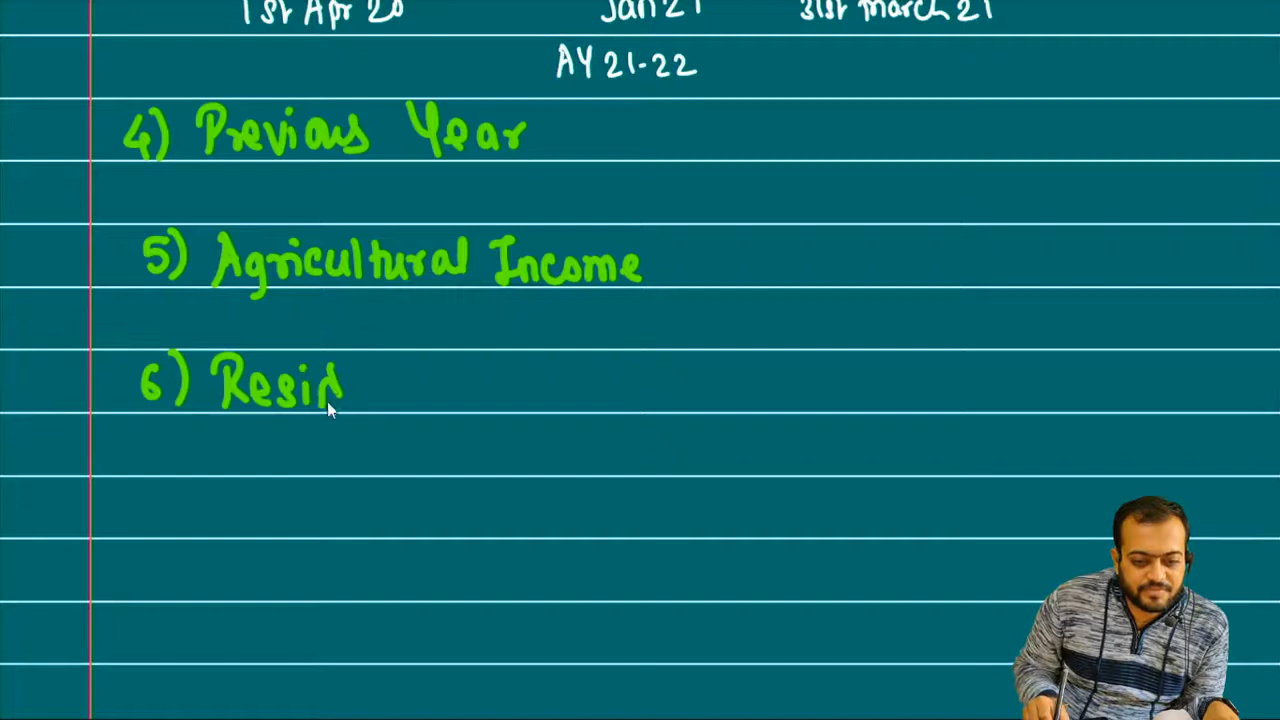 1st Apr 20 Jan 21 31st March 21
AY 21-22
4) Previous Year
5) Agricultural Income
6) Resid